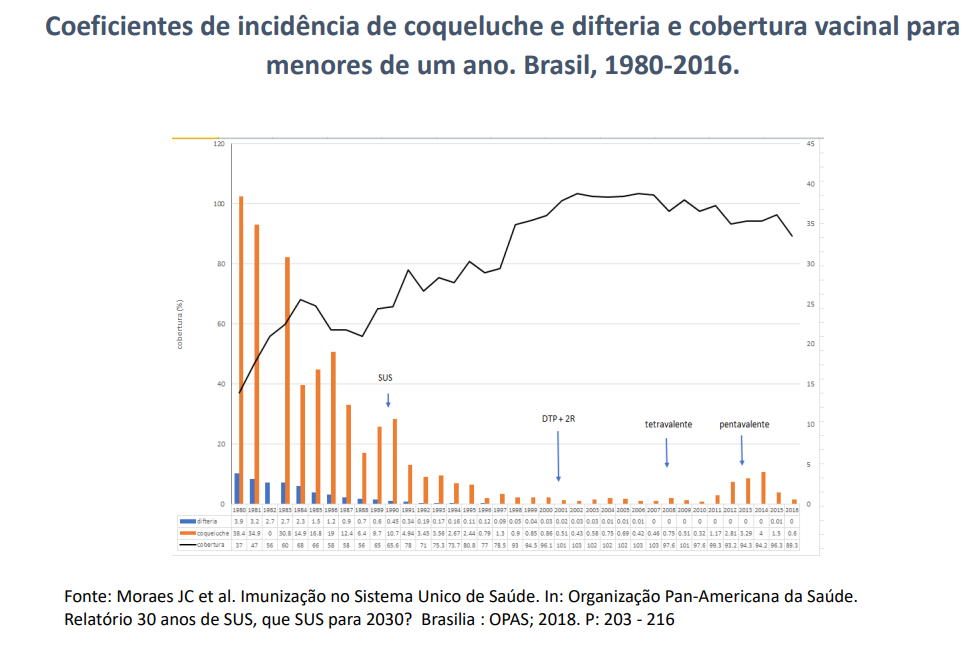 Coeficientes de incidência de coqueluche e difteria e cobertura vacinal para
menores de um ano. Brasil, 1980-2016.
120
100
80
60
40
20
0
cobertura (%)
45
40
35
30
25
20
15
10
5
0
SUS
DTP + 2R
tetravalente
pentavalente
1980 1981 1982 1983 1984 1985 1986 1987 1988 1989 1990 1991 1992 1993 1994 1995 1996 1997 1998 1999 2000 2001 2002 2003 2004 2005 2006 2007 2008 2009 2010 2011 2012 2013 2014 2015 2016
difteria 3.9 3.2 2.7 2.7 2.3 1.5 1.2 0.9 0.7 0.6 0.45 0.34 0.19 0.17 0.16 0.11 0.12 0.09 0.05 0.04 0.03 0.02 0.03 0.03 0.01 0.01 0.01 0 0 0 0 0 0 0 0 0.01 0
coqueluche 38.4 34.9 0 30.8 14.9 16.8 19 12.4 6.4 9.7 10.7 4.94 3.45 3.56 2.67 2.44 0.79 1.3 0.9 0.85 0.86 0.51 0.43 0.58 0.75 0.69 0.42 0.46 0.75 0.51 0.32 1.17 2.81 3.29 4 1.5 0.6
cobertura 37 47 56 60 68 66 58 58 56 65 65.6 78 71 75.3 73.7 80.8 77 78.5 93 94.5 96.1 101 103 102 102 102 103 103 97.6 101 97.6 99.3 93.2 94.3 94.2 96.3 89.3
Fonte: Moraes JC et al. Imunização no Sistema Unico de Saúde. In: Organização Pan-Americana da Saúde.
Relatório 30 anos de SUS, que SUS para 2030? Brasilia : OPAS; 2018. P: 203 - 216